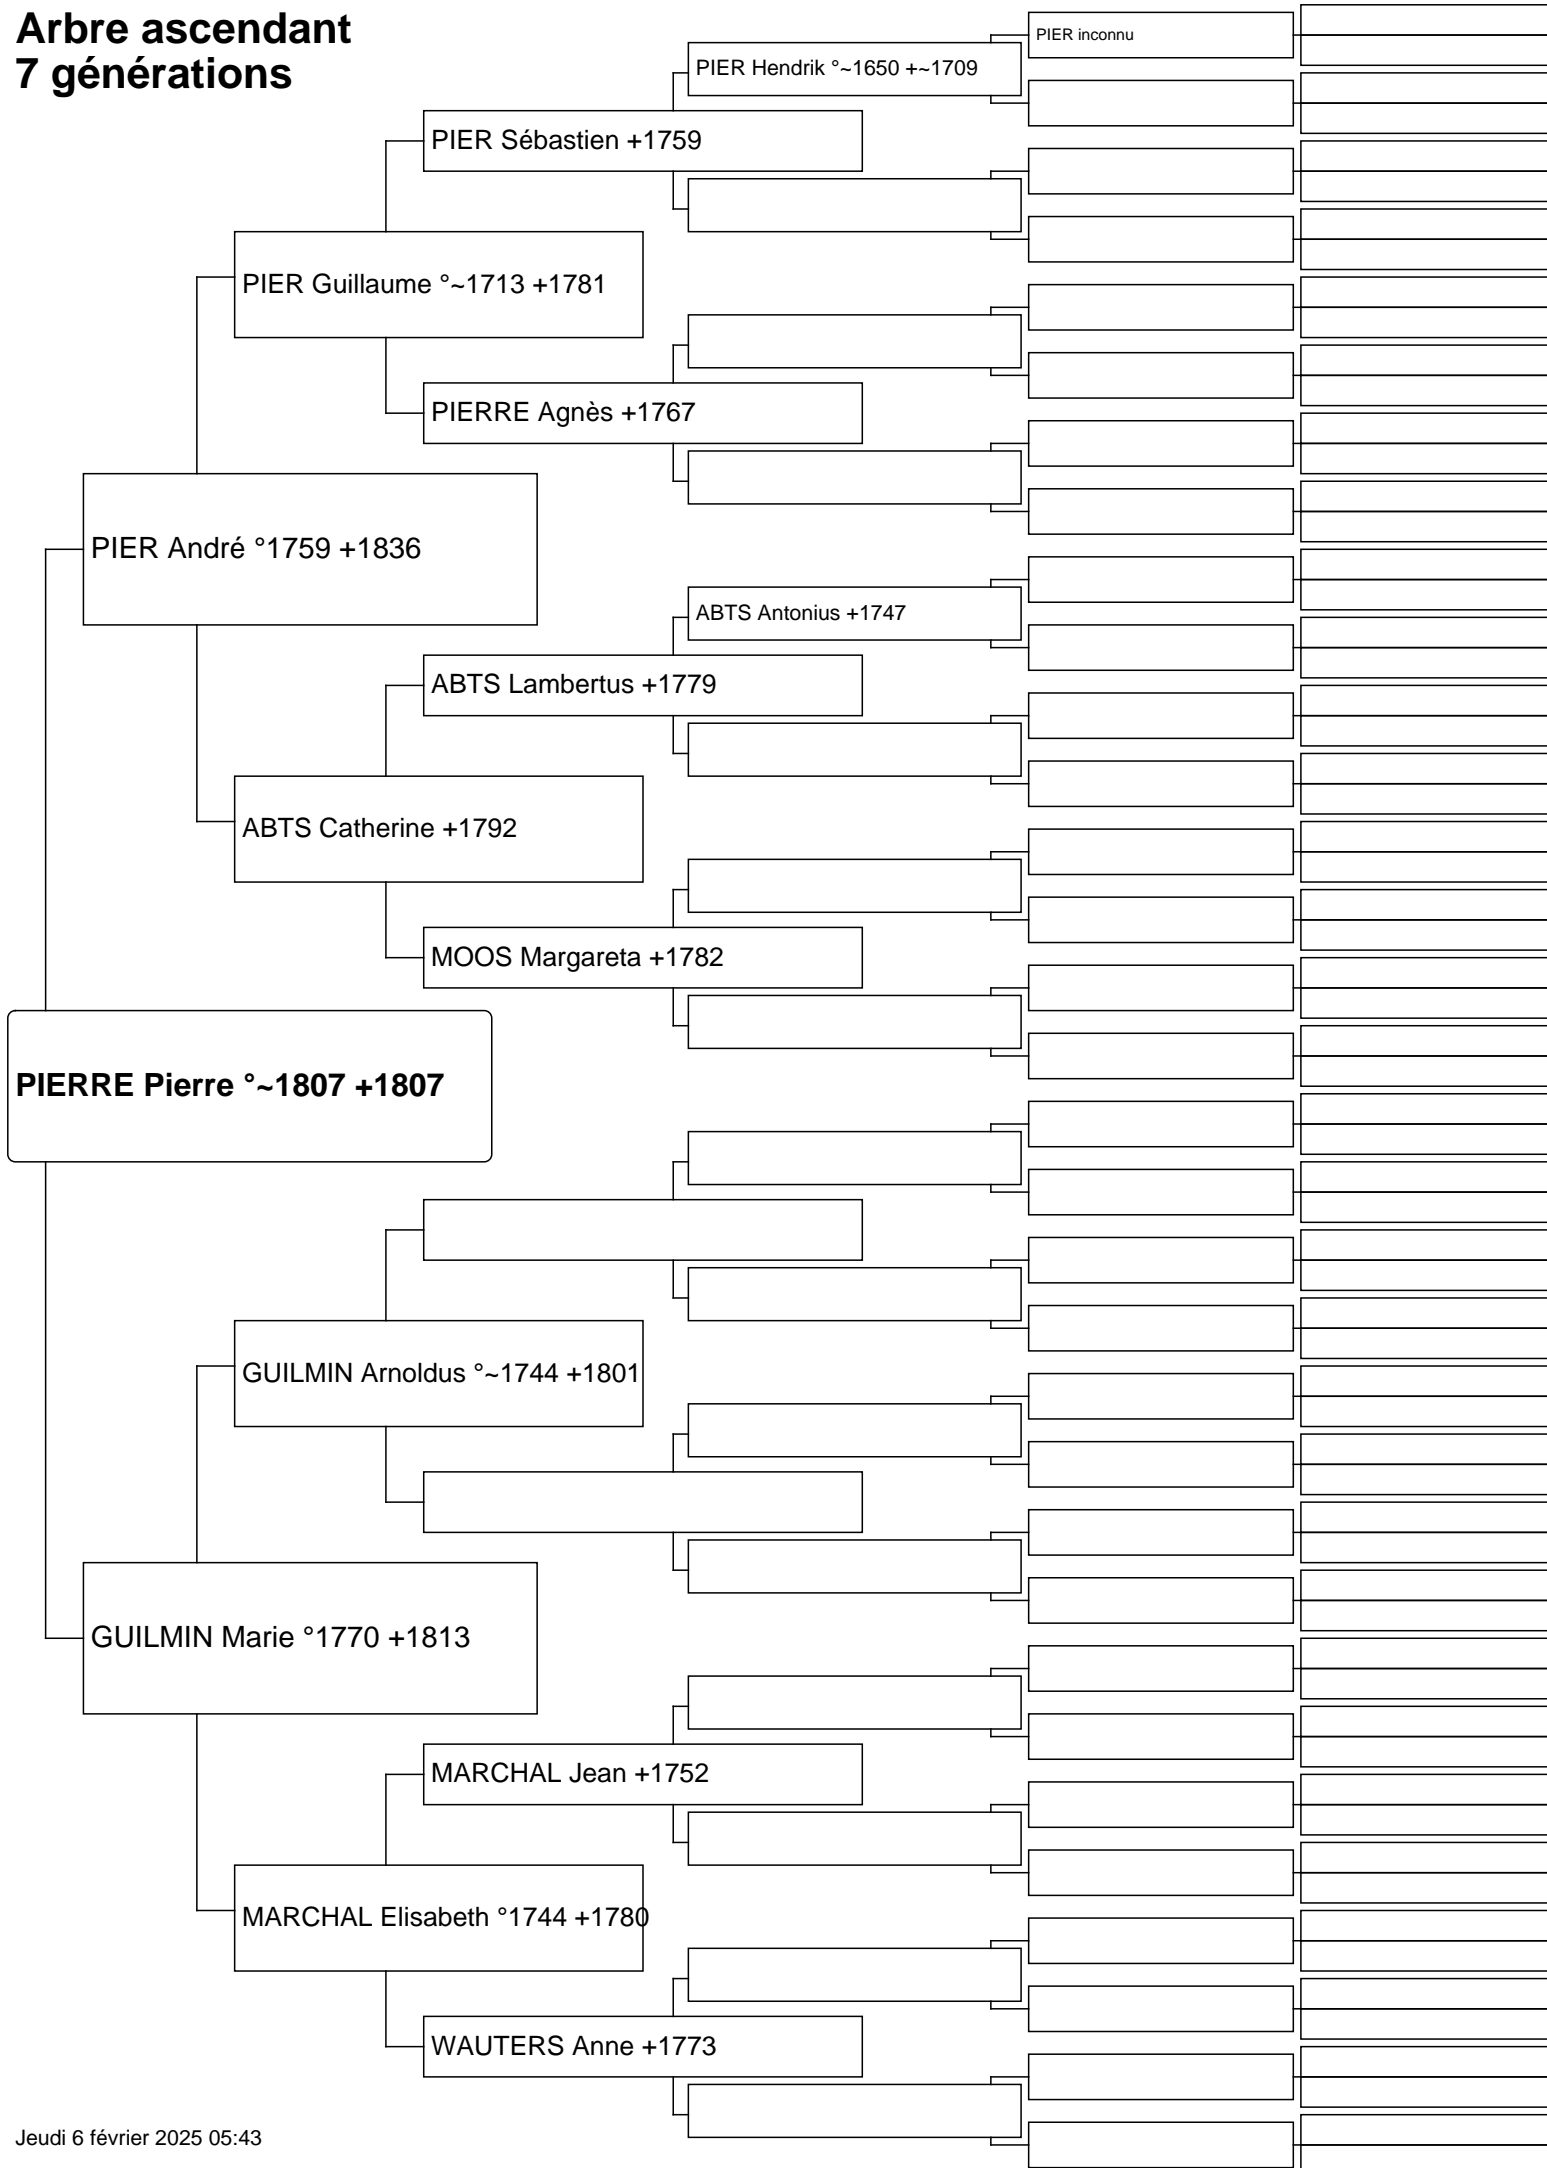 Arbre ascendant
7 générations
PIER inconnu
PIER Hendrik °~1650 +~1709
PIER Sébastien +1759
PIER Guillaume °~1713 +1781
PIERRE Agnès +1767
PIER André °1759 +1836
ABTS Antonius +1747
ABTS Lambertus +1779
ABTS Catherine +1792
MOOS Margareta +1782
PIERRE Pierre °~1807 +1807
GUILMIN Arnoldus °~1744 +1801
GUILMIN Marie °1770 +1813
MARCHAL Jean +1752
MARCHAL Elisabeth °1744 +1780
WAUTERS Anne +1773
Jeudi 6 février 2025 05:43